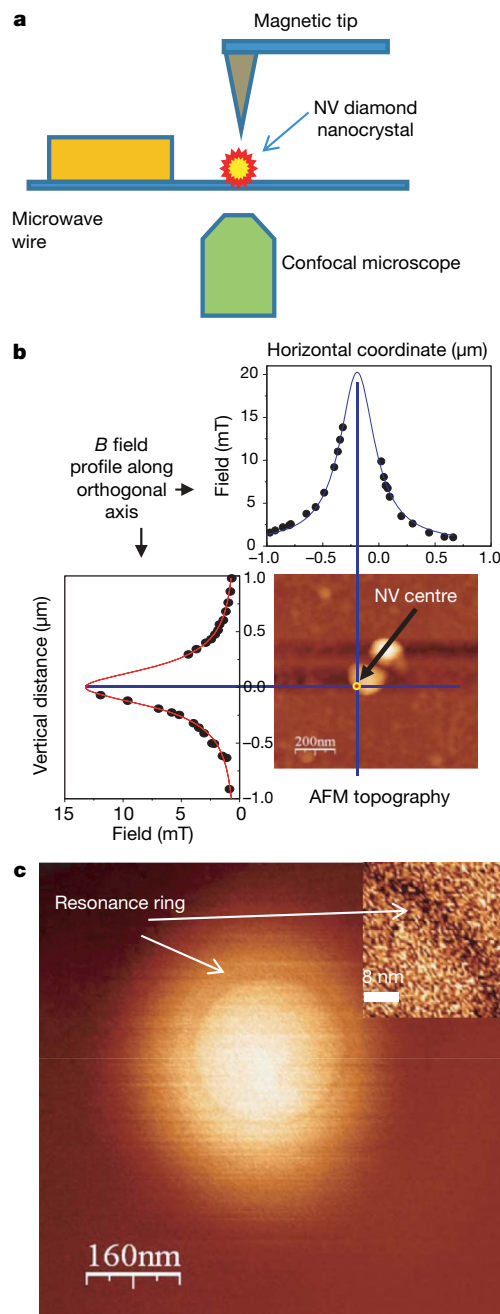 a
Magnetic tip
NV diamond
nanocrystal
Microwave
wire
Confocal microscope
b
Horizontal coordinate (μm)
B field
profile along
orthogonal
axis
Field (mT)
20
15
10
5
0
-1.0 -0.5 0.0 0.5 1.0
Vertical distance (μm)
1.0
0.5
0.0
−0.5
−1.0
15 10 5 0
Field (mT)
NV centre
200nm
AFM topography
c
Resonance ring
8 nm
160nm